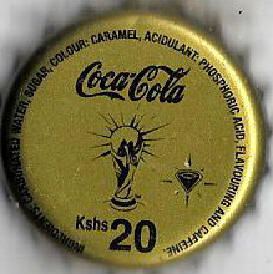 INGREDIENTS: CARBONATED WATER, SUGAR, COLOUR: CARAMEL, ACIDULANT: PHOSPHORIC ACID, FLAVOURING AND CAFFEINE.
Coca-Cola
Kshs 20